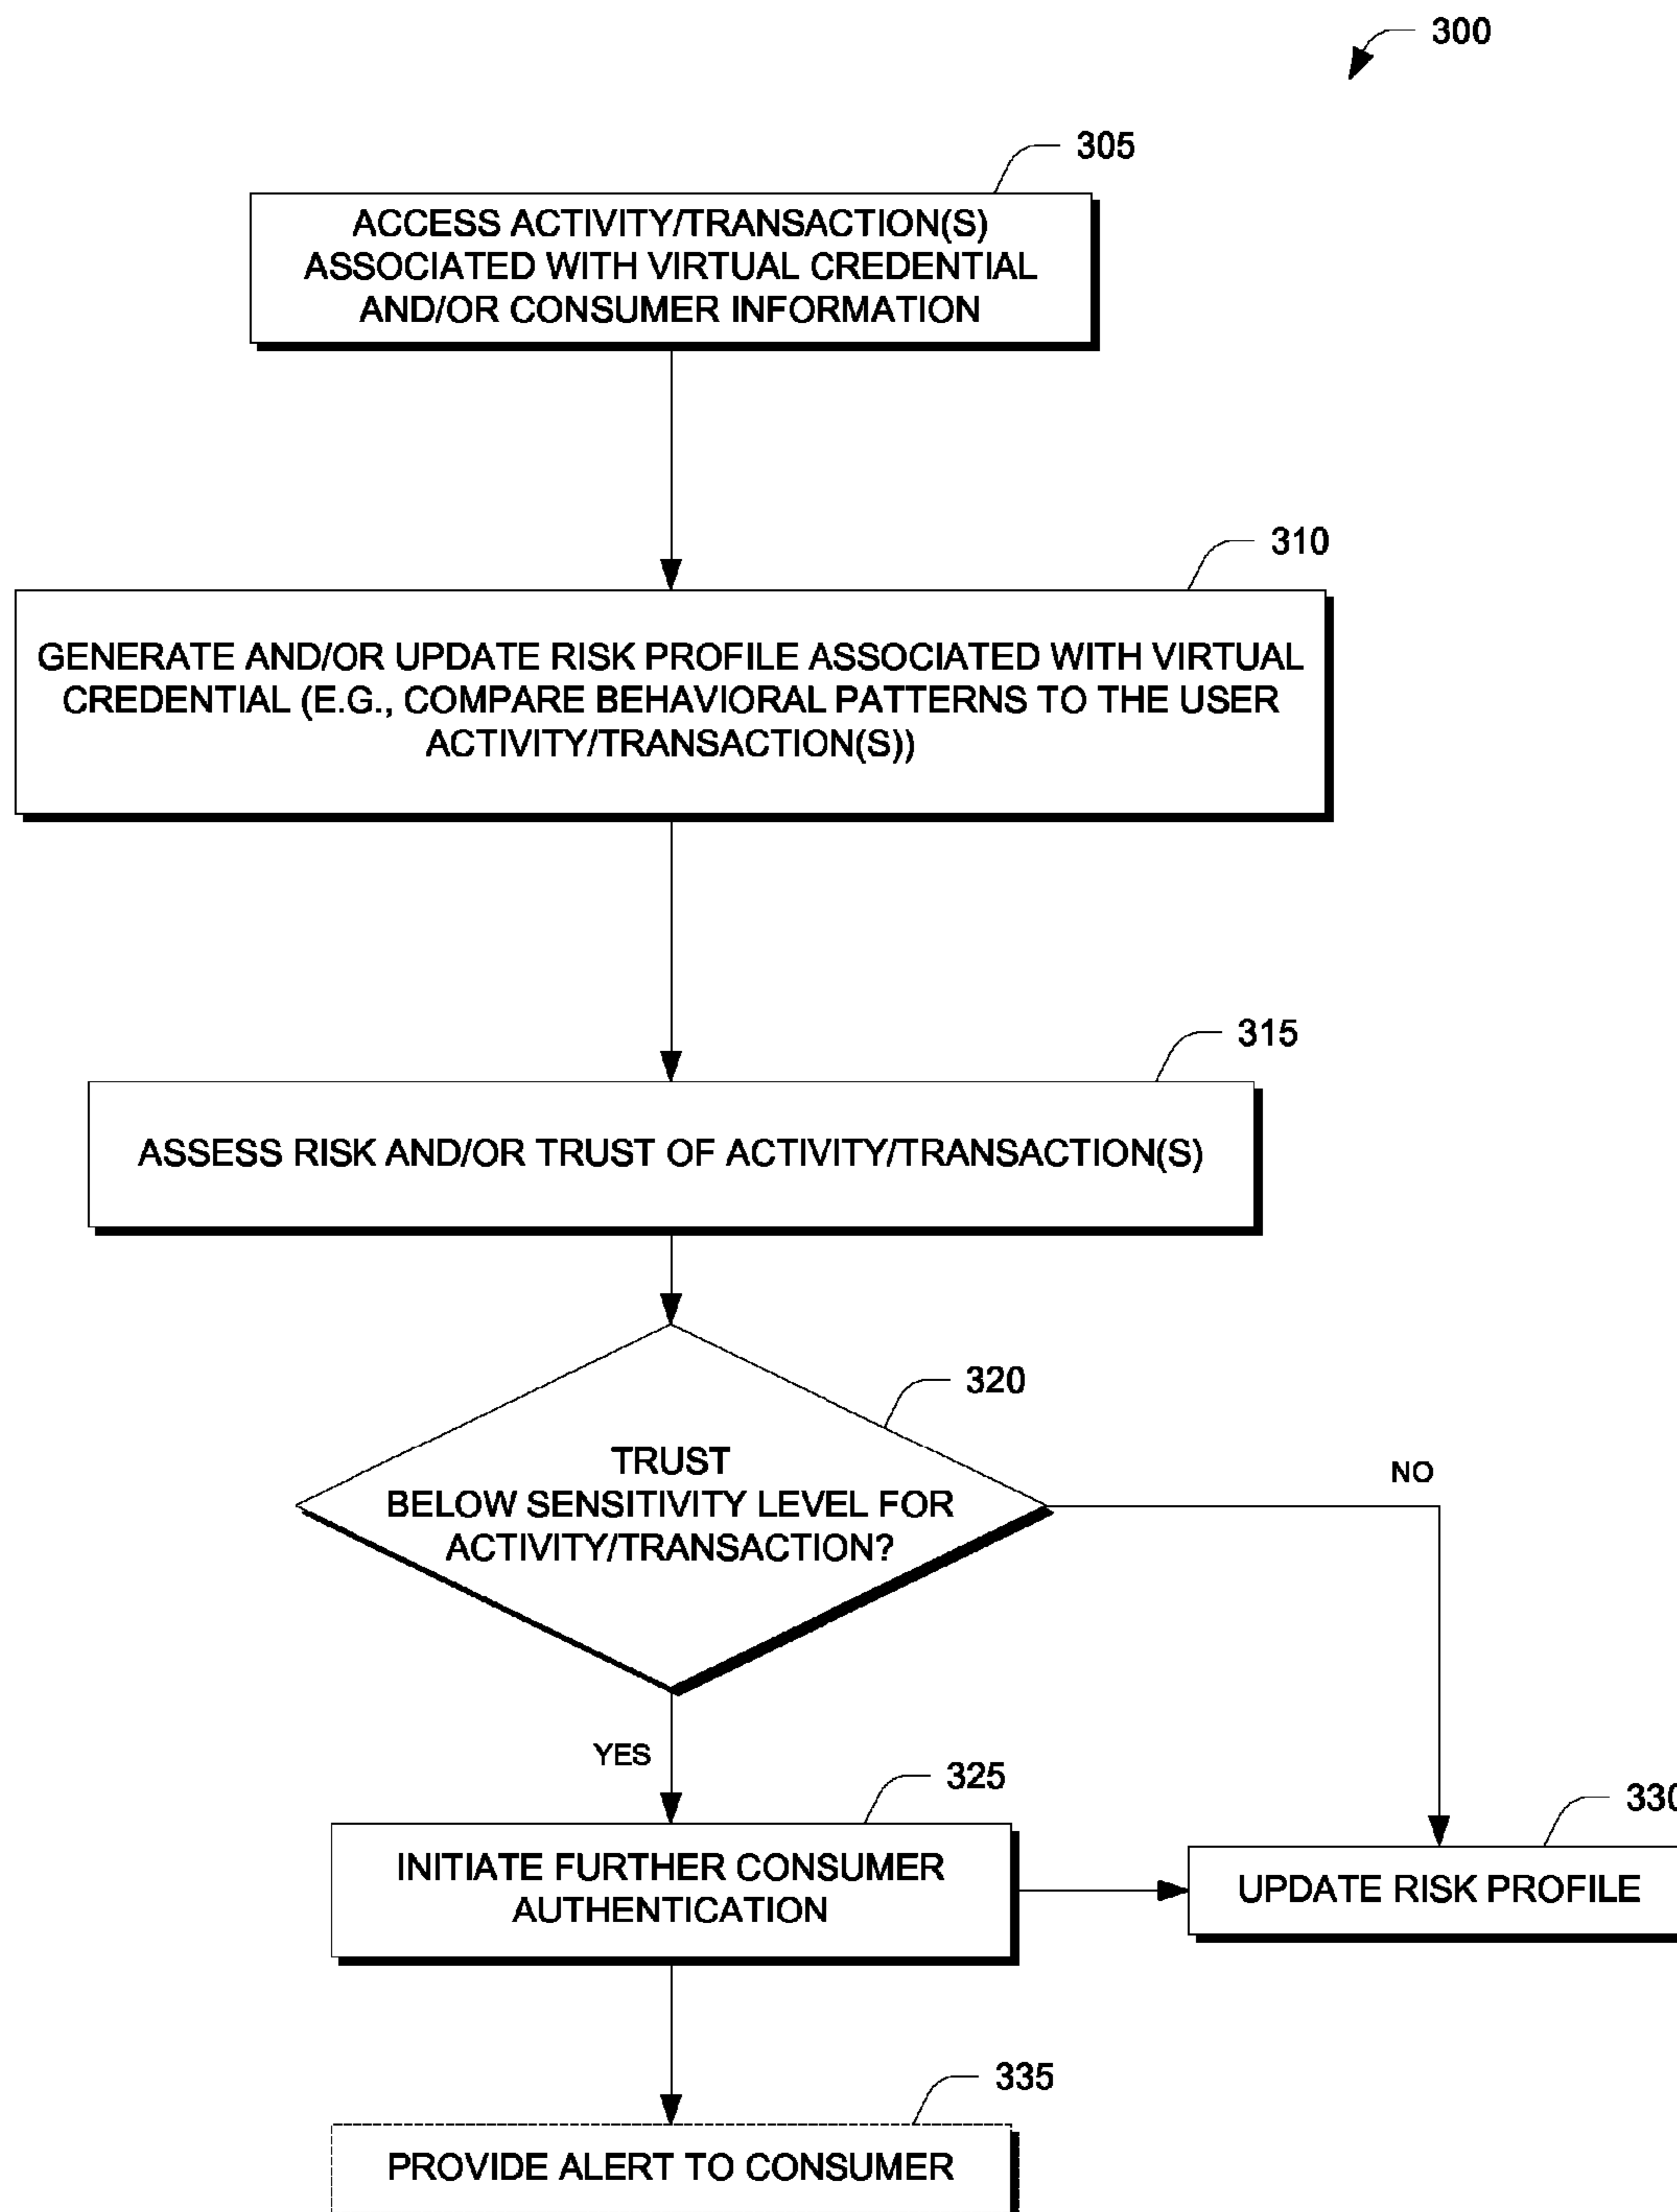 300
305
ACCESS ACTIVITY/TRANSACTION(S)
ASSOCIATED WITH VIRTUAL CREDENTIAL
AND/OR CONSUMER INFORMATION
310
GENERATE AND/OR UPDATE RISK PROFILE ASSOCIATED WITH VIRTUAL
CREDENTIAL (E.G., COMPARE BEHAVIORAL PATTERNS TO THE USER
ACTIVITY/TRANSACTION(S))
315
ASSESS RISK AND/OR TRUST OF ACTIVITY/TRANSACTION(S)
320
TRUST
BELOW SENSITIVITY LEVEL FOR
ACTIVITY/TRANSACTION?
NO
YES
325
INITIATE FURTHER CONSUMER
AUTHENTICATION
330
UPDATE RISK PROFILE
335
PROVIDE ALERT TO CONSUMER